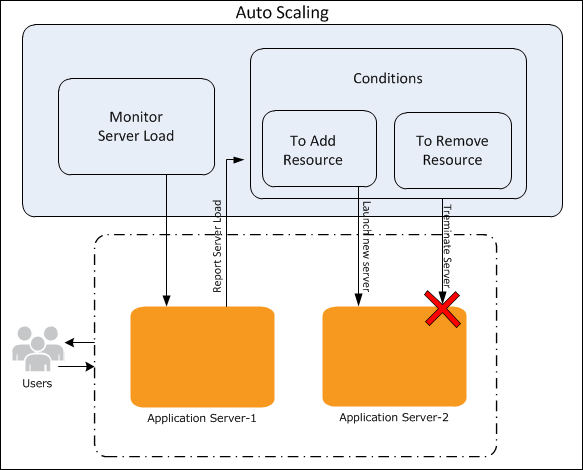 Auto Scaling
Monitor
Server Load
Conditions
To Add
Resource
To Remove
Resource
Report Server Load
Launch new server
Treminate Server
Users
Application Server-1
Application Server-2